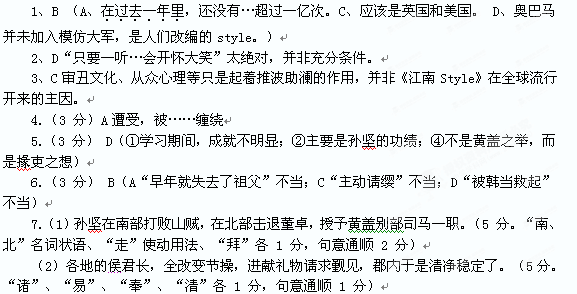 1、B (A、在过去一年里，还没有…超过一亿次。C、应该是英国和美国。 D、奥巴马
并未加入模仿大军，是人们改编的 style。)
2、D“只要一听…会开怀大笑”太绝对，并非充分条件。
3、C 审丑文化、从众心理等只是起着推波助澜的作用，并非《江南 Style》在全球流行
开来的主因。
4.(3 分) A 遭受，被……缠绕
5.(3 分) D(①学习期间，成就不明显；②主要是孙坚的功绩；④不是黄盖之举，而
是掾吏之想)
6.(3 分) B(A“早年就失去了祖父”不当；C“主动请缨”不当；D“被韩当救起”
不当)
7.(1)孙坚在南部打败山贼，在北部击退董卓，授予黄盖别部司马一职。(5 分。“南、
北”名词状语、“走”使动用法、“拜”各 1 分，句意通顺 2 分)
(2) 各地的侯君长，全改变节操，进献礼物请求觐见，郡内于是清净稳定了。(5分。
“诸”、“易”、“奉”、“清”各 1 分，句意通顺 1 分)